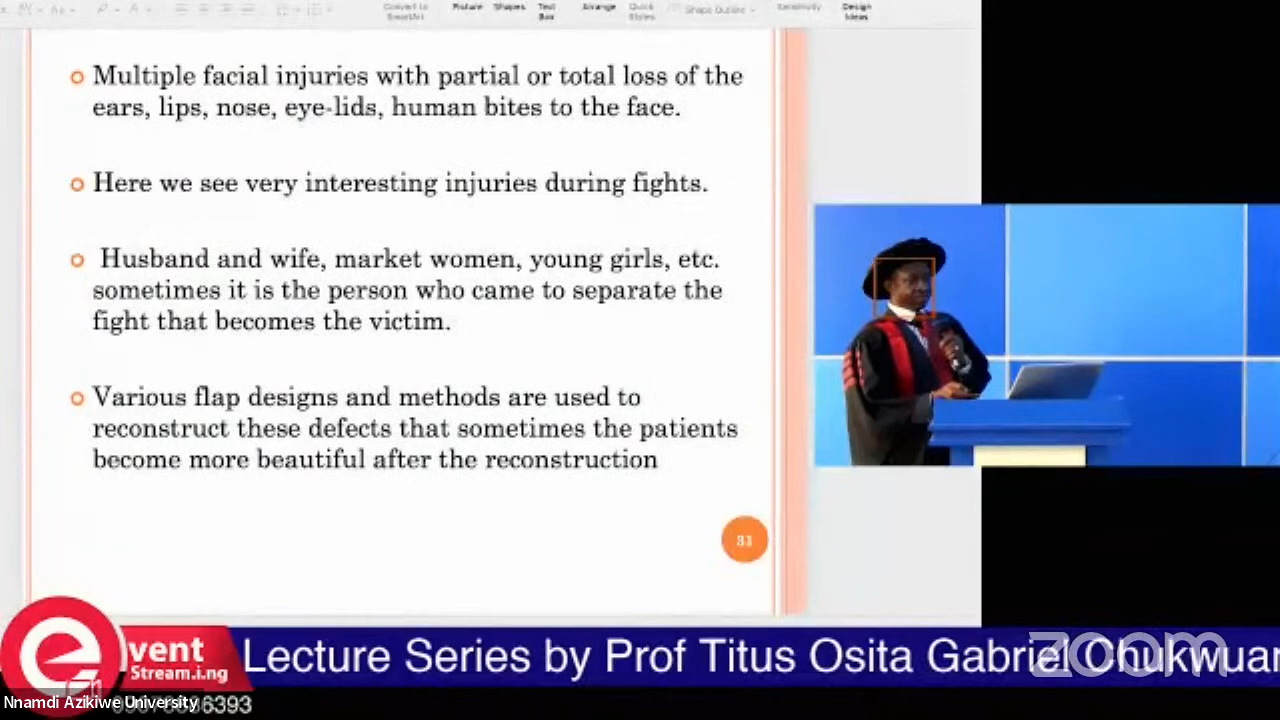 Convert to
SmartArt
Picture
Shapes
Text
Box
Arrange
Quick
Styles
Shape Outline
Sensitivity
Design
Ideas
Multiple facial injuries with partial or total loss of the
ears, lips, nose, eye-lids, human bites to the face.
Here we see very interesting injuries during fights.
Husband and wife, market women, young girls, etc.
sometimes it is the person who came to separate the
fight that becomes the victim.
Various flap designs and methods are used to
reconstruct these defects that sometimes the patients
become more beautiful after the reconstruction
31
event
Stream.i.ng
Lecture Series by Prof Titus Osita Gabriel Chukwuan
zoom
Nnamdi Azikiwe University